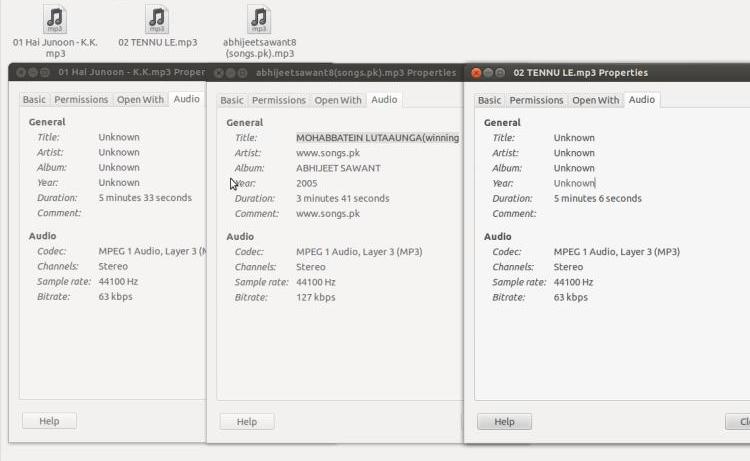 01 Hai Junoon - K.K.
mp3
02 TENNU LE.mp3
abhijeetsawant8
(songs.pk).mp3
01 Hai Junoon - K.K.mp3 Proper
Basic Permissions Open With Audio
General
Title: Unknown
Artist: Unknown
Album: Unknown
Year: Unknown
Duration: 5 minutes 33 seconds
Comment:
Audio
Codec: MPEG 1 Audio, Layer 3 (M
Channels: Stereo
Sample rate: 44100 Hz
Bitrate: 63 kbps
Help
abhijeetsawant8(songs.pk).mp3 Properties
Basic Permissions Open With Audio
General
Title: MOHABBATEIN LUTAAUNGA(winning
Artist: www.songs.pk
Album: ABHIJEET SAWANT
Year: 2005
Duration: 3 minutes 41 seconds
Comment: www.songs.pk
Audio
Codec: MPEG 1 Audio, Layer 3 (MP3)
Channels: Stereo
Sample rate: 44100 Hz
Bitrate: 127 kbps
Help
02 TENNU LE.mp3 Properties
Basic Permissions Open With Audio
General
Title: Unknown
Artist: Unknown
Album: Unknown
Year: Unknown
Duration: 5 minutes 6 seconds
Comment:
Audio
Codec: MPEG 1 Audio, Layer 3 (MP3)
Channels: Stereo
Sample rate: 44100 Hz
Bitrate: 63 kbps
Help